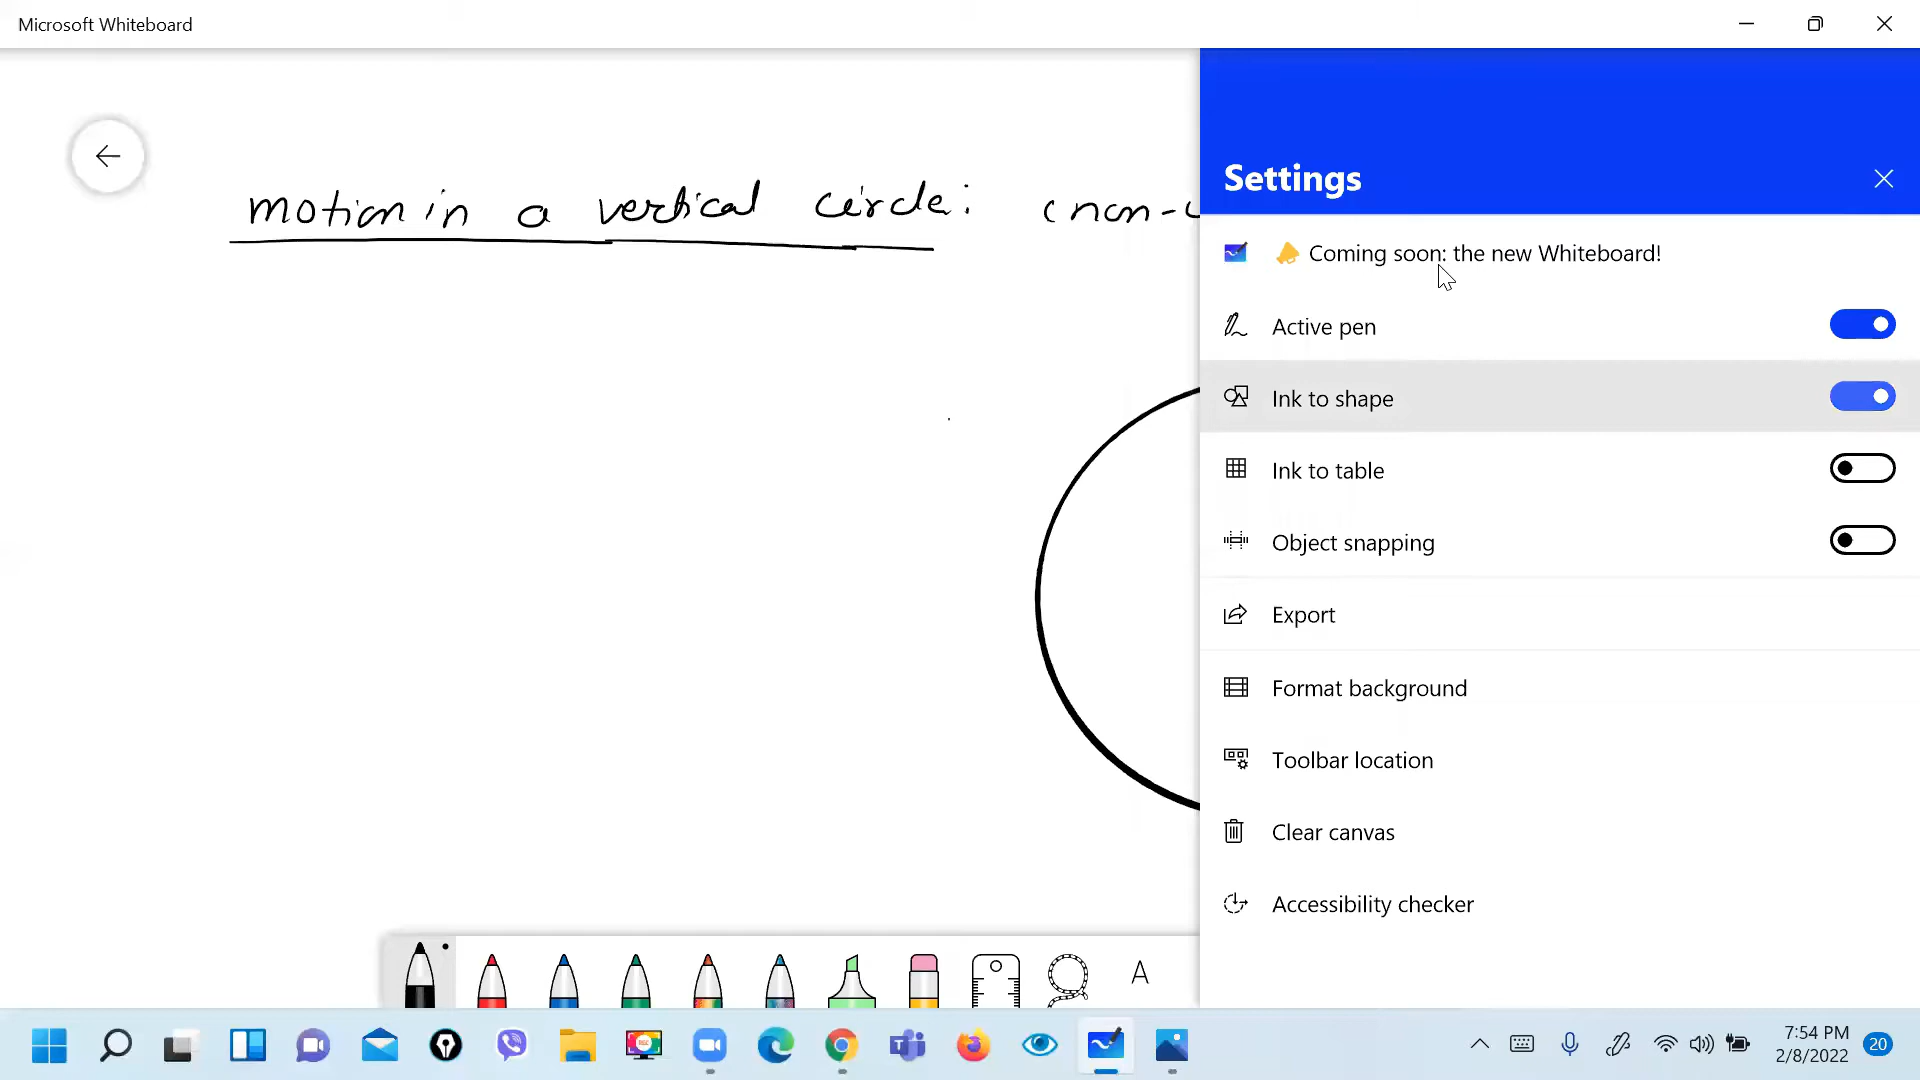 Microsoft Whiteboard
motion in a vertical circle: (non-
Settings
Coming soon: the new Whiteboard!
Active pen
Ink to shape
Ink to table
Object snapping
Export
Format background
Toolbar location
Clear canvas
Accessibility checker
A
7:54 PM
2/8/2022
20